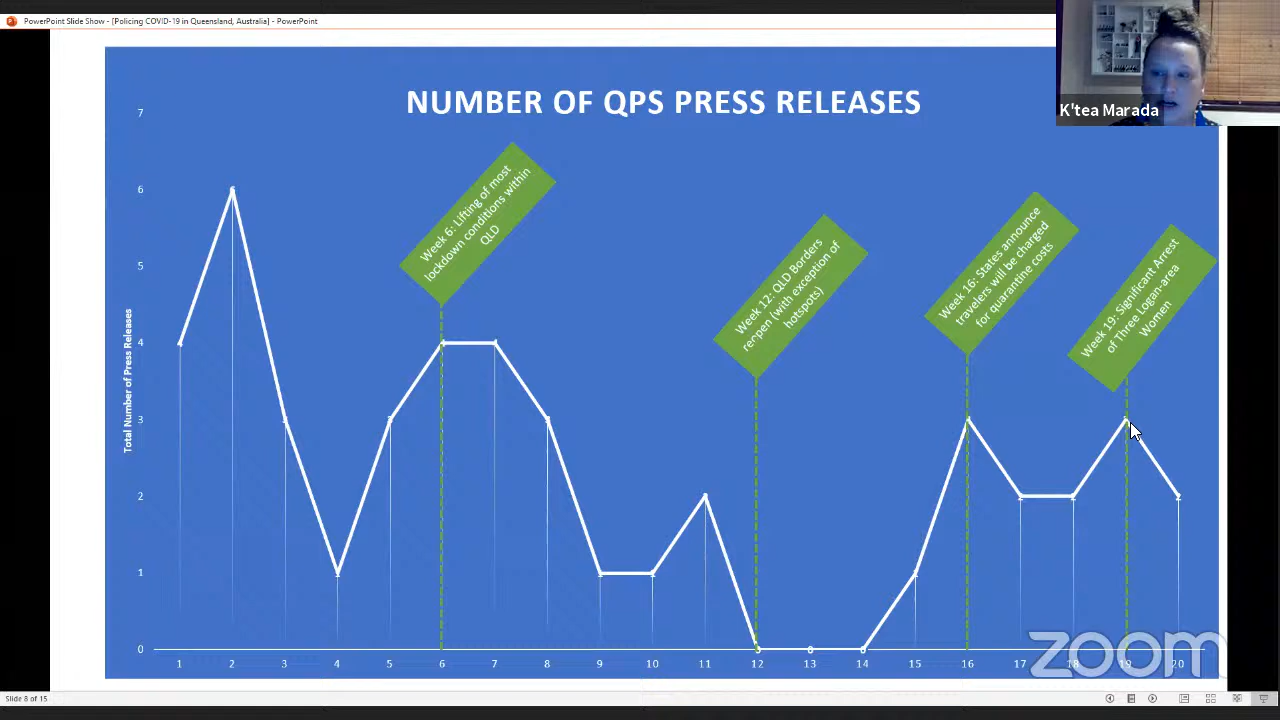 PowerPoint Slide Show - [Policing COVID-19 in Queensland, Australia] - PowerPoint
K'tea Marada
NUMBER OF QPS PRESS RELEASES
7
6
5
4
3
2
1
0
Total Number of Press Releases
Week 6: Lifting of most
lockdown conditions within
QLD
Week 12: QLD Borders
reopen (with exception of
hotspots)
Week 16: States announce
travelers will be charged
for quarantine costs
Week 19: Significant Arrest
of Three Logan-area
Women
1 2 3 4 5 6 7 8 9 10 11 12 13 14 15 16 17 18 19 20
zoom
Slide 8 of 15